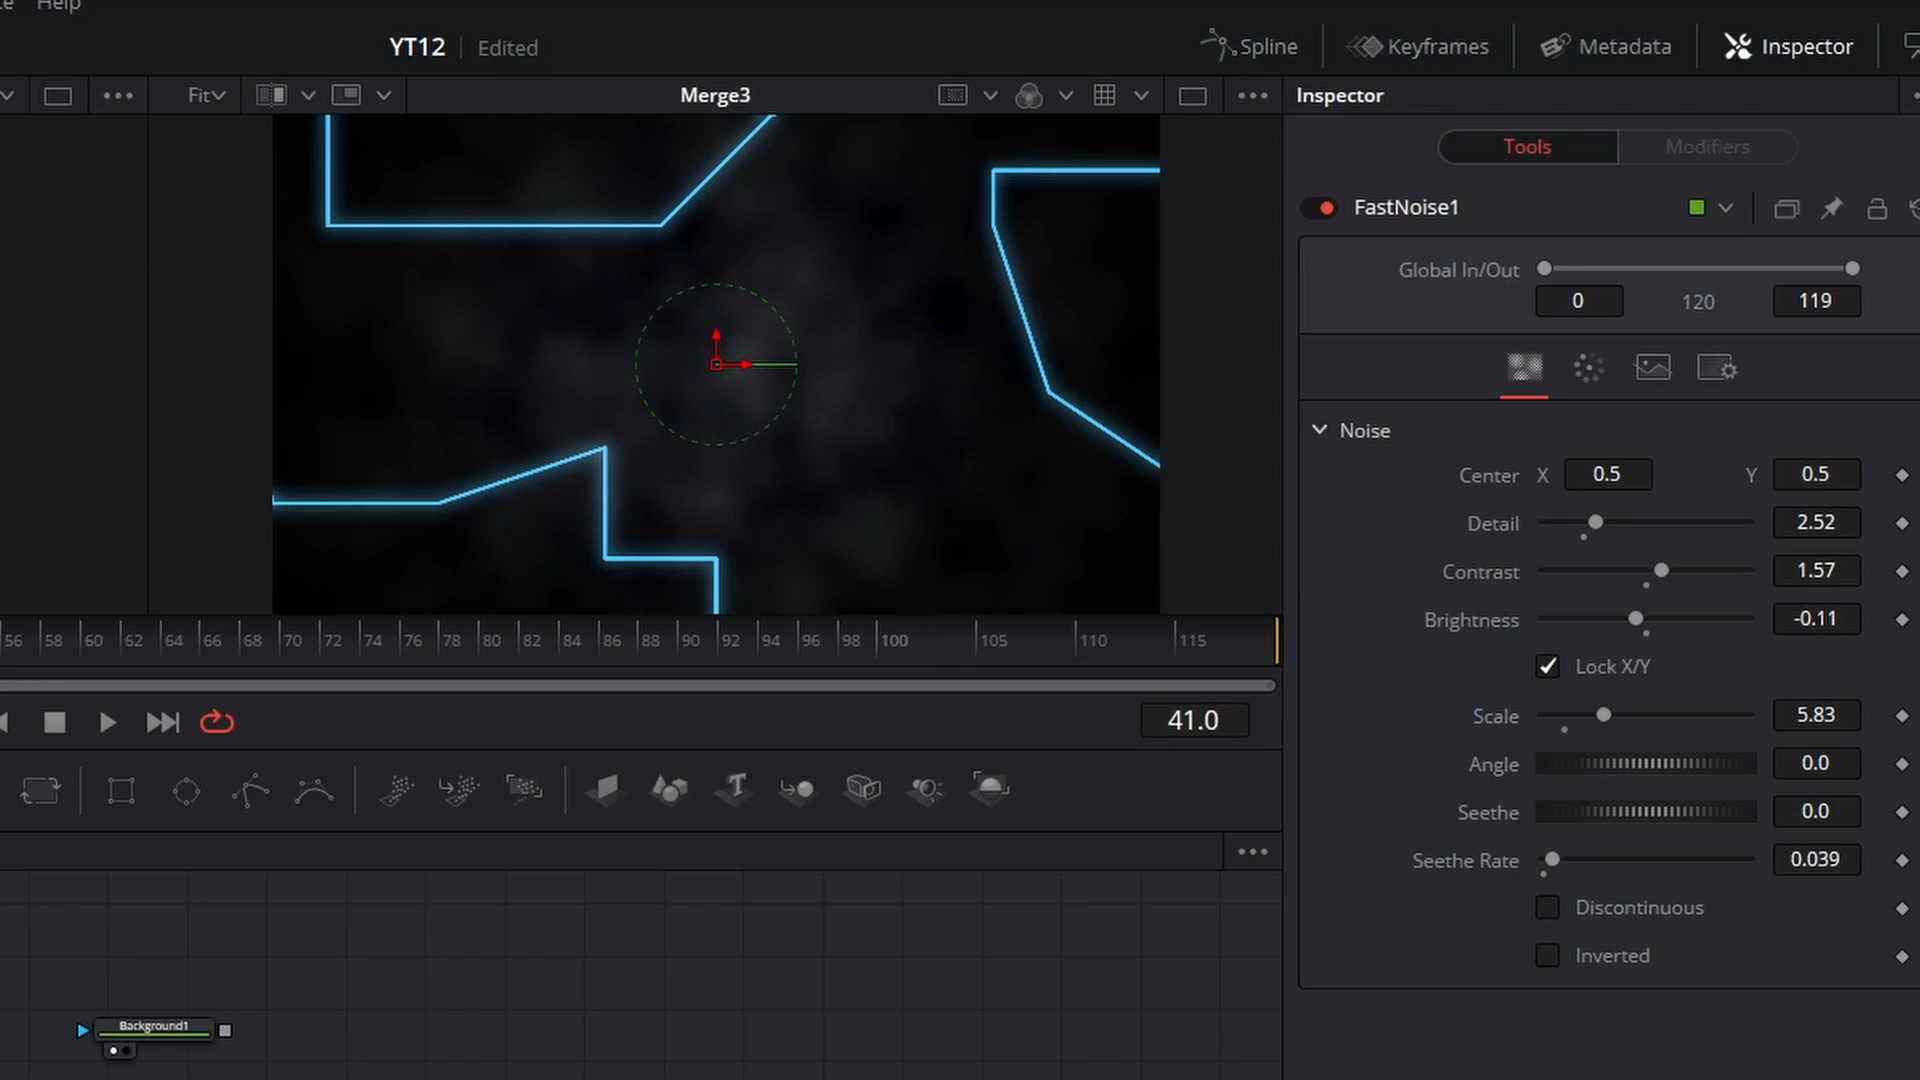 Help
YT12 Edited
Spline Keyframes Metadata Inspector
Fit Merge3 Inspector
Tools Modifiers
FastNoise1
Global In/Out
0 120 119
Noise
Center X 0.5 Y 0.5
Detail 2.52
Contrast 1.57
Brightness -0.11
Lock X/Y
Scale 5.83
Angle 0.0
Seethe 0.0
Seethe Rate 0.039
Discontinuous
Inverted
56 58 60 62 64 66 68 70 72 74 76 78 80 82 84 86 88 90 92 94 96 98 100 105 110 115
41.0
T
Background1